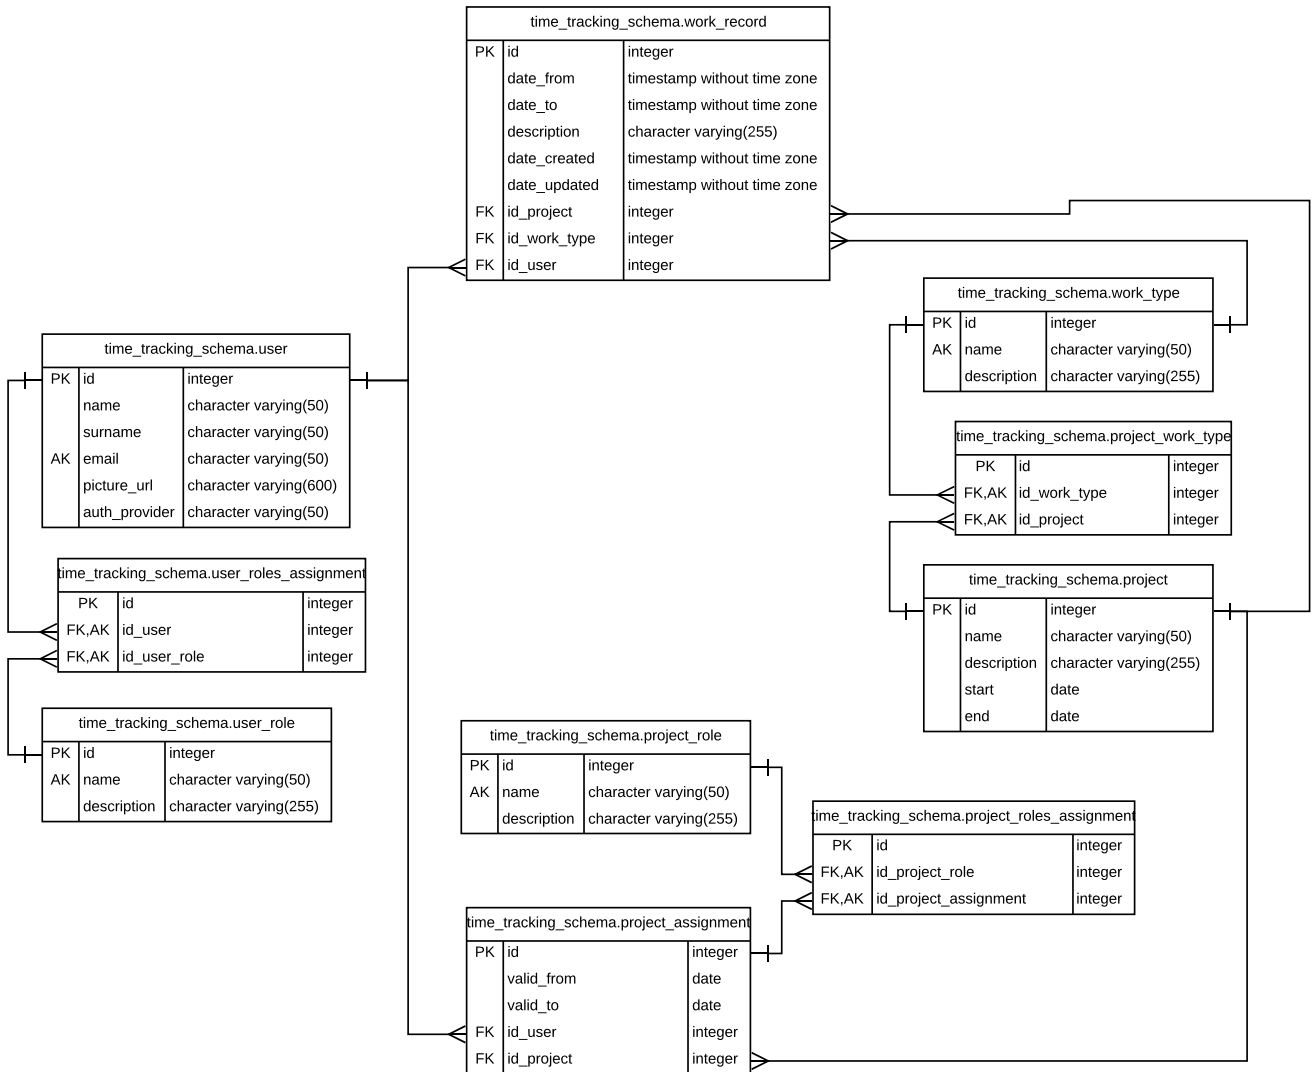 time_tracking_schema.work_record
PK id integer
date_from timestamp without time zone
date_to timestamp without time zone
description character varying(255)
date_created timestamp without time zone
date_updated timestamp without time zone
FK id_project integer
FK id_work_type integer
FK id_user integer
time_tracking_schema.work_type
PK id integer
AK name character varying(50)
description character varying(255)
time_tracking_schema.user
PK id integer
name character varying(50)
surname character varying(50)
AK email character varying(50)
picture_url character varying(600)
auth_provider character varying(50)
time_tracking_schema.project_work_type
PK id integer
FK,AK id_work_type integer
FK,AK id_project integer
time_tracking_schema.user_roles_assignment
PK id integer
FK,AK id_user integer
FK,AK id_user_role integer
time_tracking_schema.project
PK id integer
name character varying(50)
description character varying(255)
start date
end date
time_tracking_schema.user_role
PK id integer
AK name character varying(50)
description character varying(255)
time_tracking_schema.project_role
PK id integer
AK name character varying(50)
description character varying(255)
time_tracking_schema.project_roles_assignment
PK id integer
FK,AK id_project_role integer
FK,AK id_project_assignment integer
time_tracking_schema.project_assignment
PK id integer
valid_from date
valid_to date
FK id_user integer
FK id_project integer